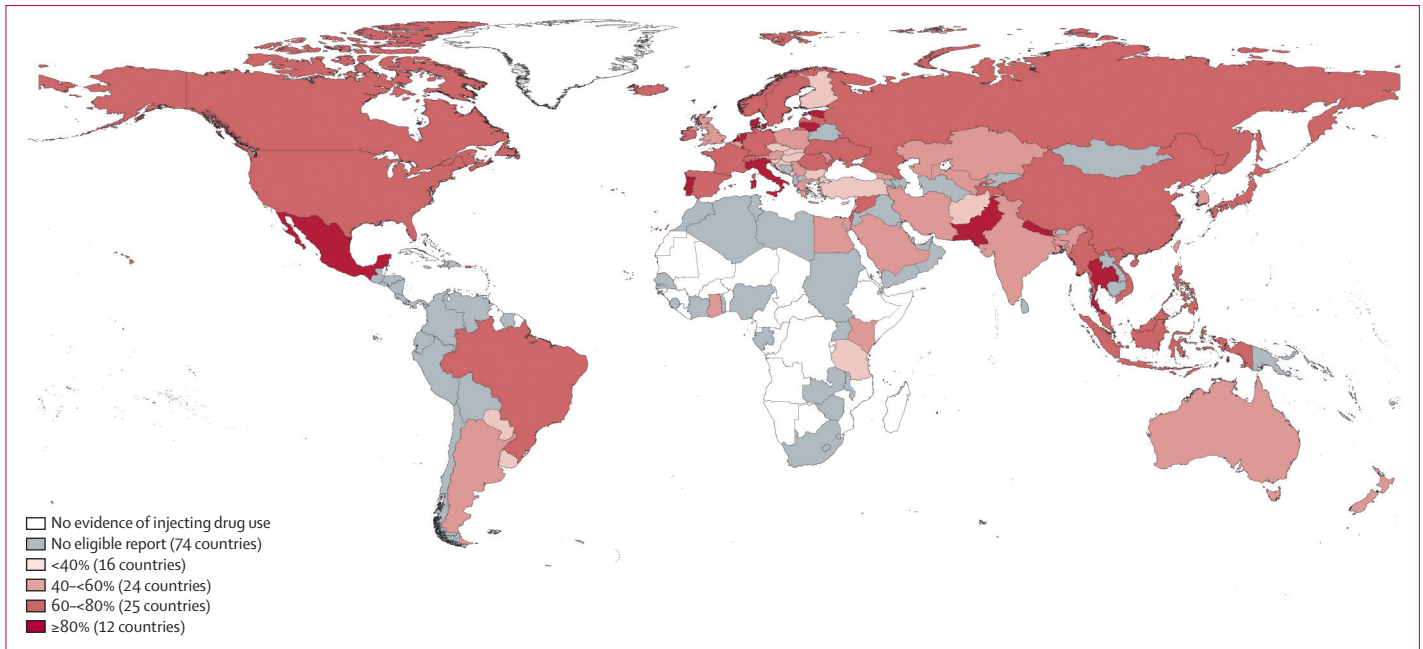 No evidence of injecting drug use
No eligible report (74 countries)
<40% (16 countries)
40–<60% (24 countries)
60–<80% (25 countries)
≥80% (12 countries)